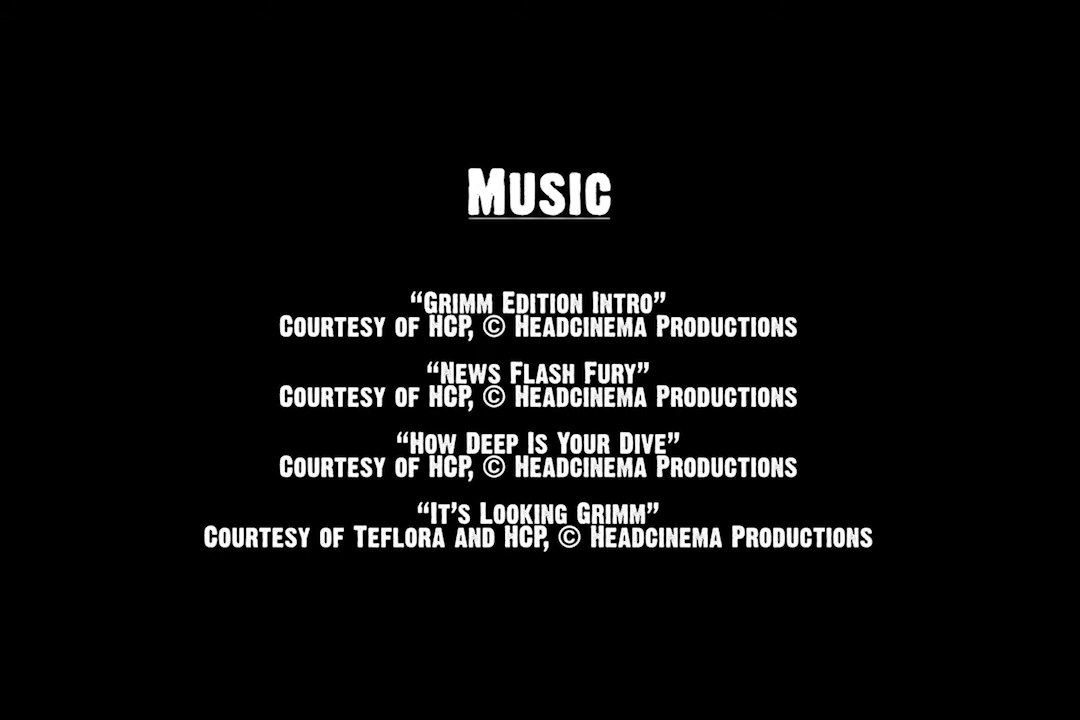 Music
“Grimm Edition Intro”
Courtesy of HCP, © Headcinema Productions
“News Flash Fury”
Courtesy of HCP, © Headcinema Productions
“How Deep Is Your Dive”
Courtesy of HCP, © Headcinema Productions
“It’s Looking Grimm”
Courtesy of Teflora and HCP, © Headcinema Productions